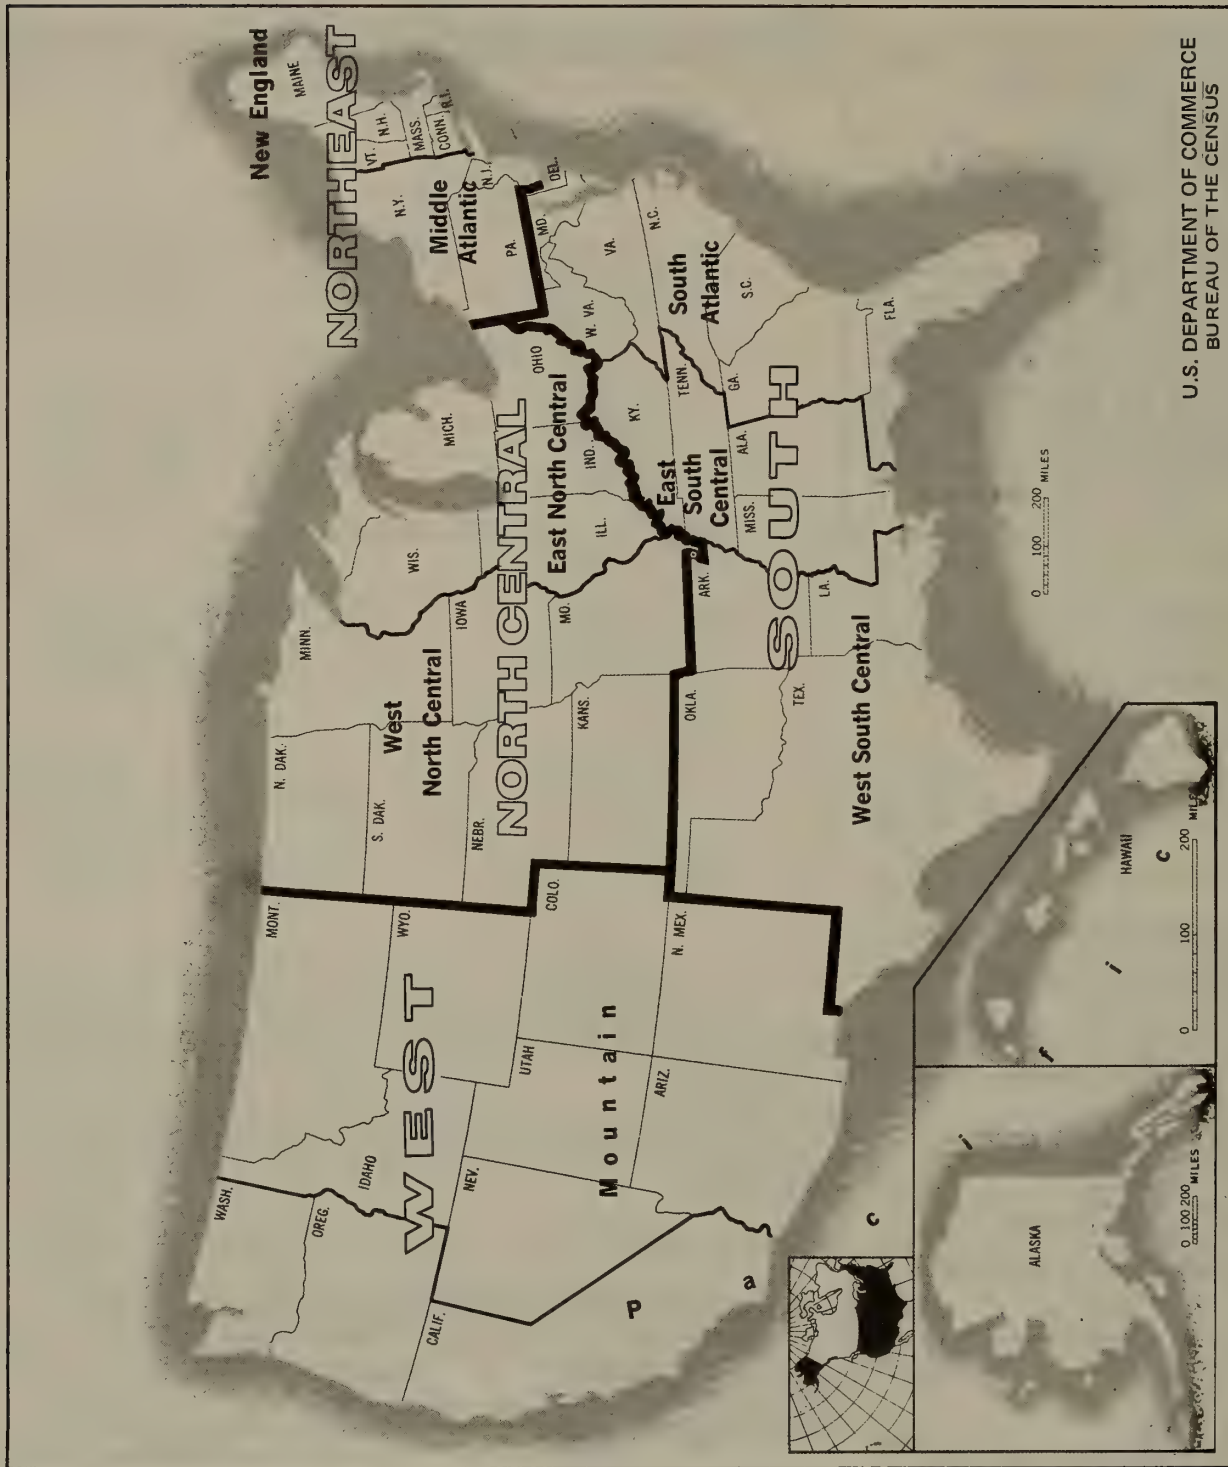 WEST
Mountain
Pacific
NORTH CENTRAL
West
North Central
East North Central
NORTHEAST
New England
Middle
Atlantic
SOUTH
West South Central
East
South
Central
South
Atlantic
WASH.
OREG.
CALIF.
IDAHO
NEV.
MONT.
WYO.
UTAH
COLO.
ARIZ.
N. MEX.
N. DAK.
S. DAK.
NEBR.
KANS.
MINN.
IOWA
MO.
WIS.
ILL.
MICH.
IND.
OHIO
OKLA.
TEX.
ARK.
LA.
KY.
TENN.
MISS.
ALA.
W. VA.
MD.
DEL.
VA.
N.C.
S.C.
GA.
FLA.
N.Y.
PA.
N.J.
MAINE
VT.
N.H.
MASS.
CONN.
R.I.
ALASKA
0 100 200 MILES
HAWAII
0 100 200 MILES
0 100 200 MILES
U.S. DEPARTMENT OF COMMERCE
BUREAU OF THE CENSUS